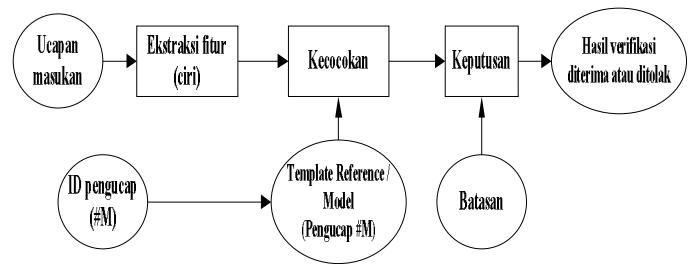 Ucapan
masukan
Ekstraksi fitur
(ciri)
Kecocokan
Keputusan
Hasil verifikasi
diterima atau ditolak
ID pengucap
(#M)
Template Reference /
Model
(Pengucap #M)
Batasan